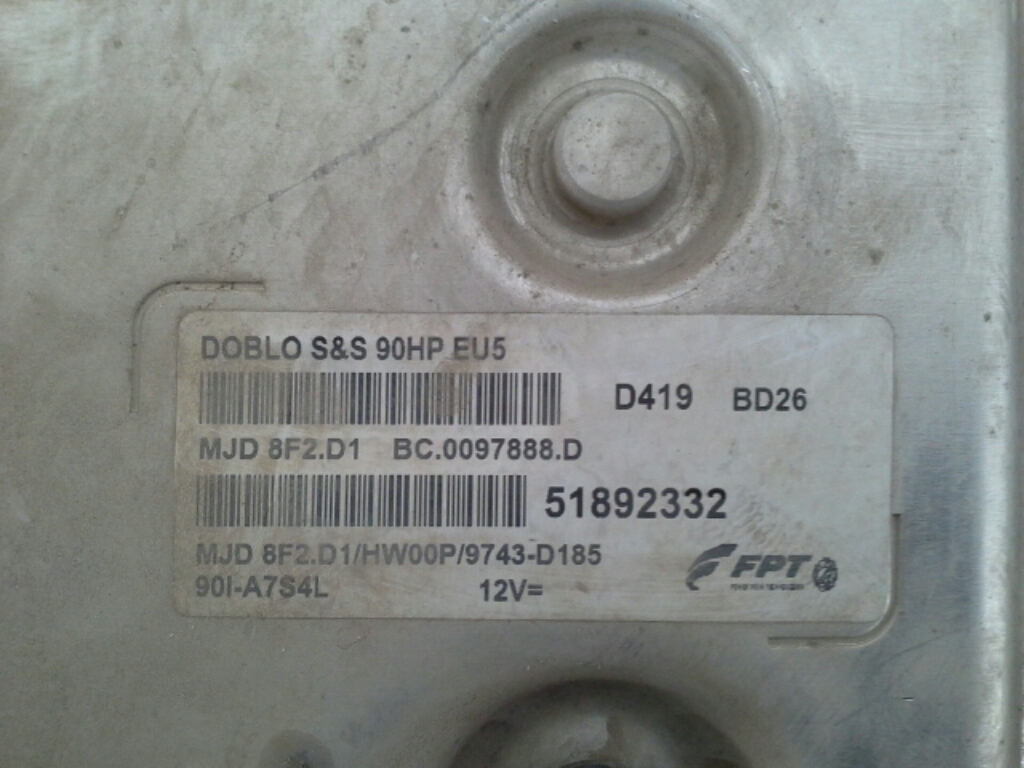 DOBLO S&S 90HP EU5
D419 BD26
MJD 8F2.D1 BC.0097888.D
51892332
MJD 8F2.D1/HW00P/9743-D185
90I-A7S4L 12V=
FPT